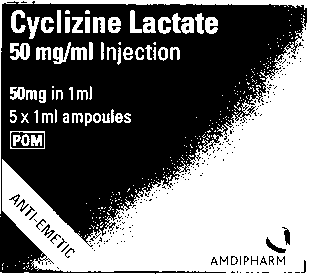 Cyclizine Lactate
50 mg/ml Injection
50mg in 1ml
5 x 1ml ampoules
POM
ANTI-EMETIC
AMDIPHARM